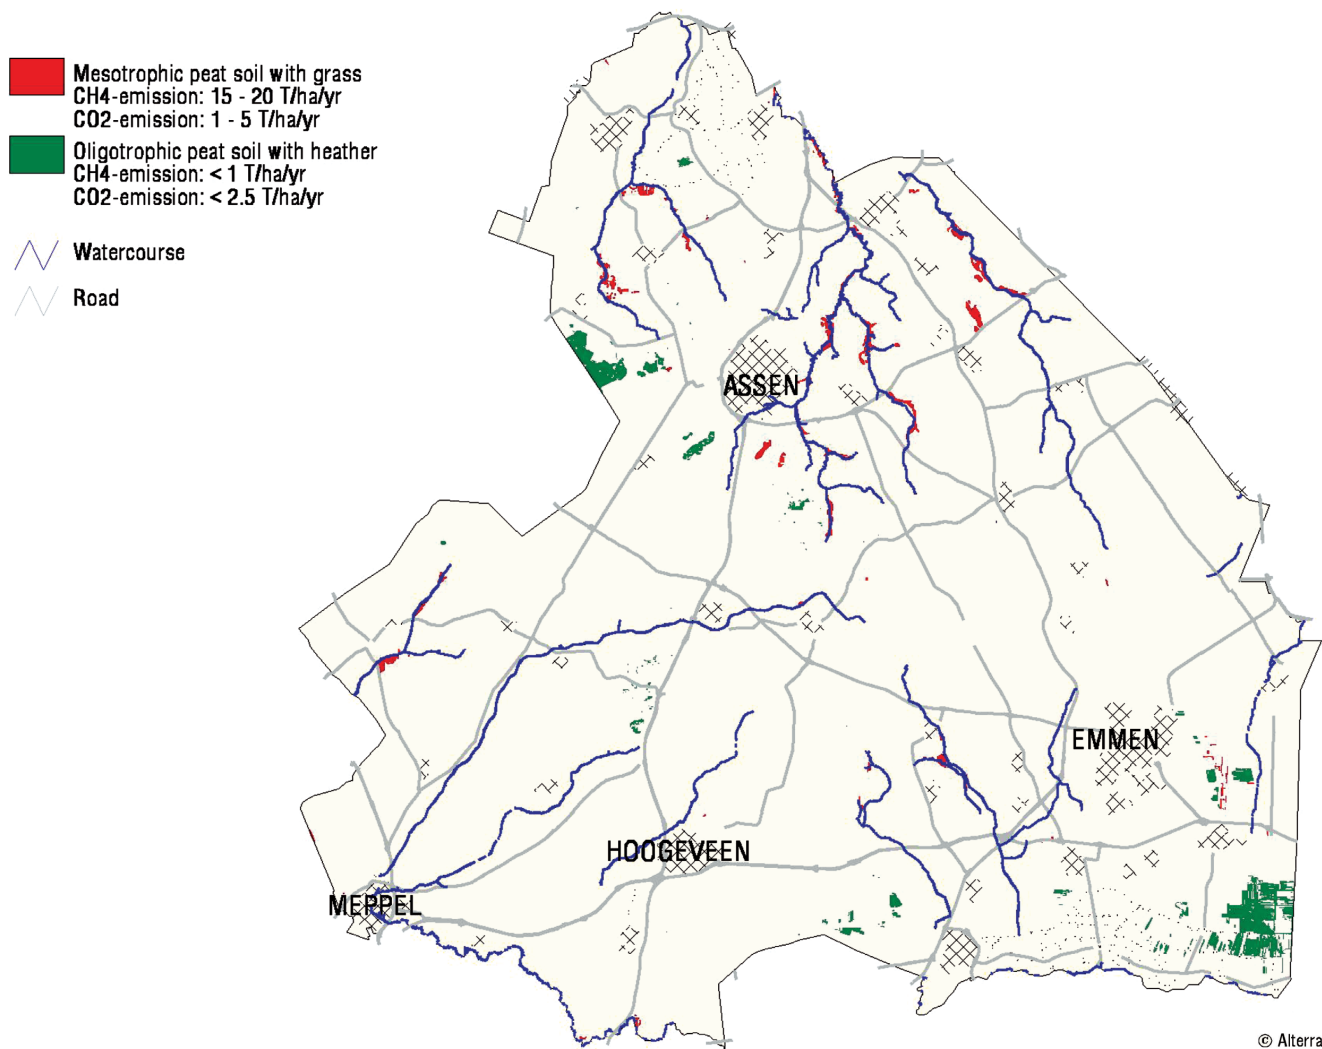 Mesotrophic peat soil with grass
CH4-emission: 15 - 20 T/ha/yr
CO2-emission: 1 - 5 T/ha/yr
Oligotrophic peat soil with heather
CH4-emission: < 1 T/ha/yr
CO2-emission: < 2.5 T/ha/yr
Watercourse
Road
ASSEN
EMMEN
HOOGEVEEN
MEPPEL
© Alterra